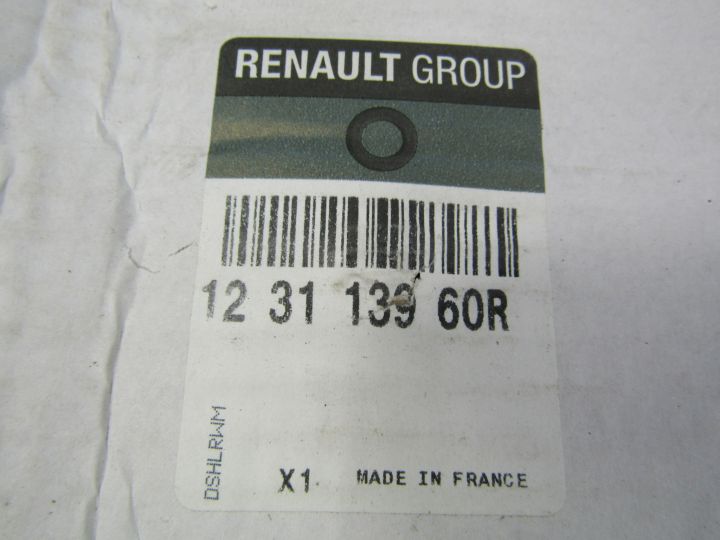 RENAULT GROUP
12 31 139 60R
DSHLRWM
X1 MADE IN FRANCE